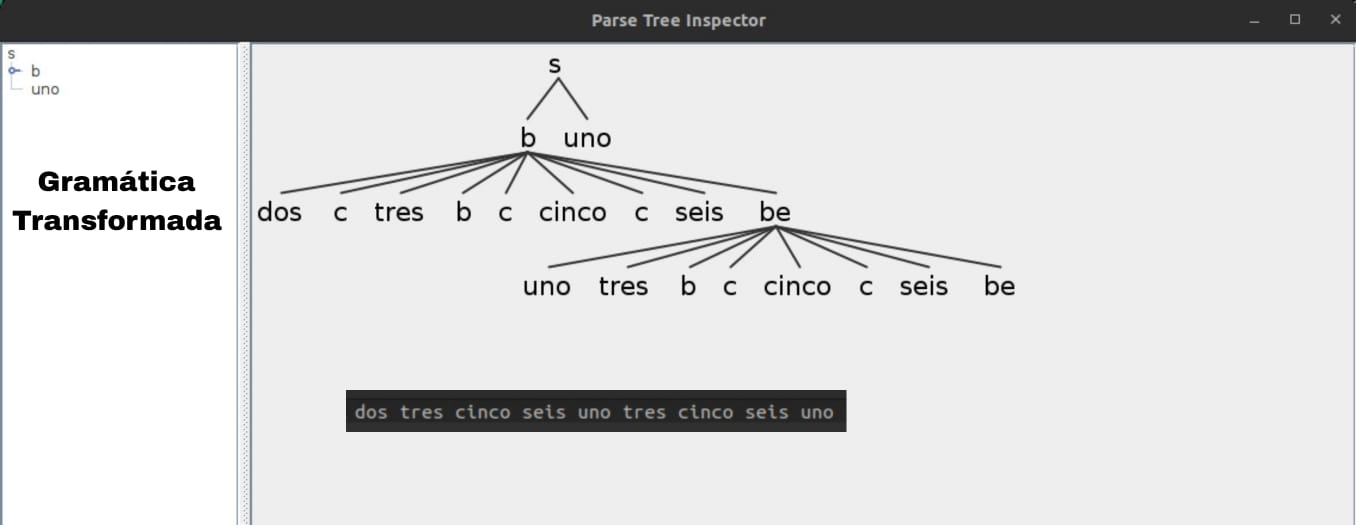 Parse Tree Inspector
s
b
uno
Gramática
Transformada
s
b uno
dos c tres b c cinco c seis be
uno tres b c cinco c seis be
dos tres cinco seis uno tres cinco seis uno